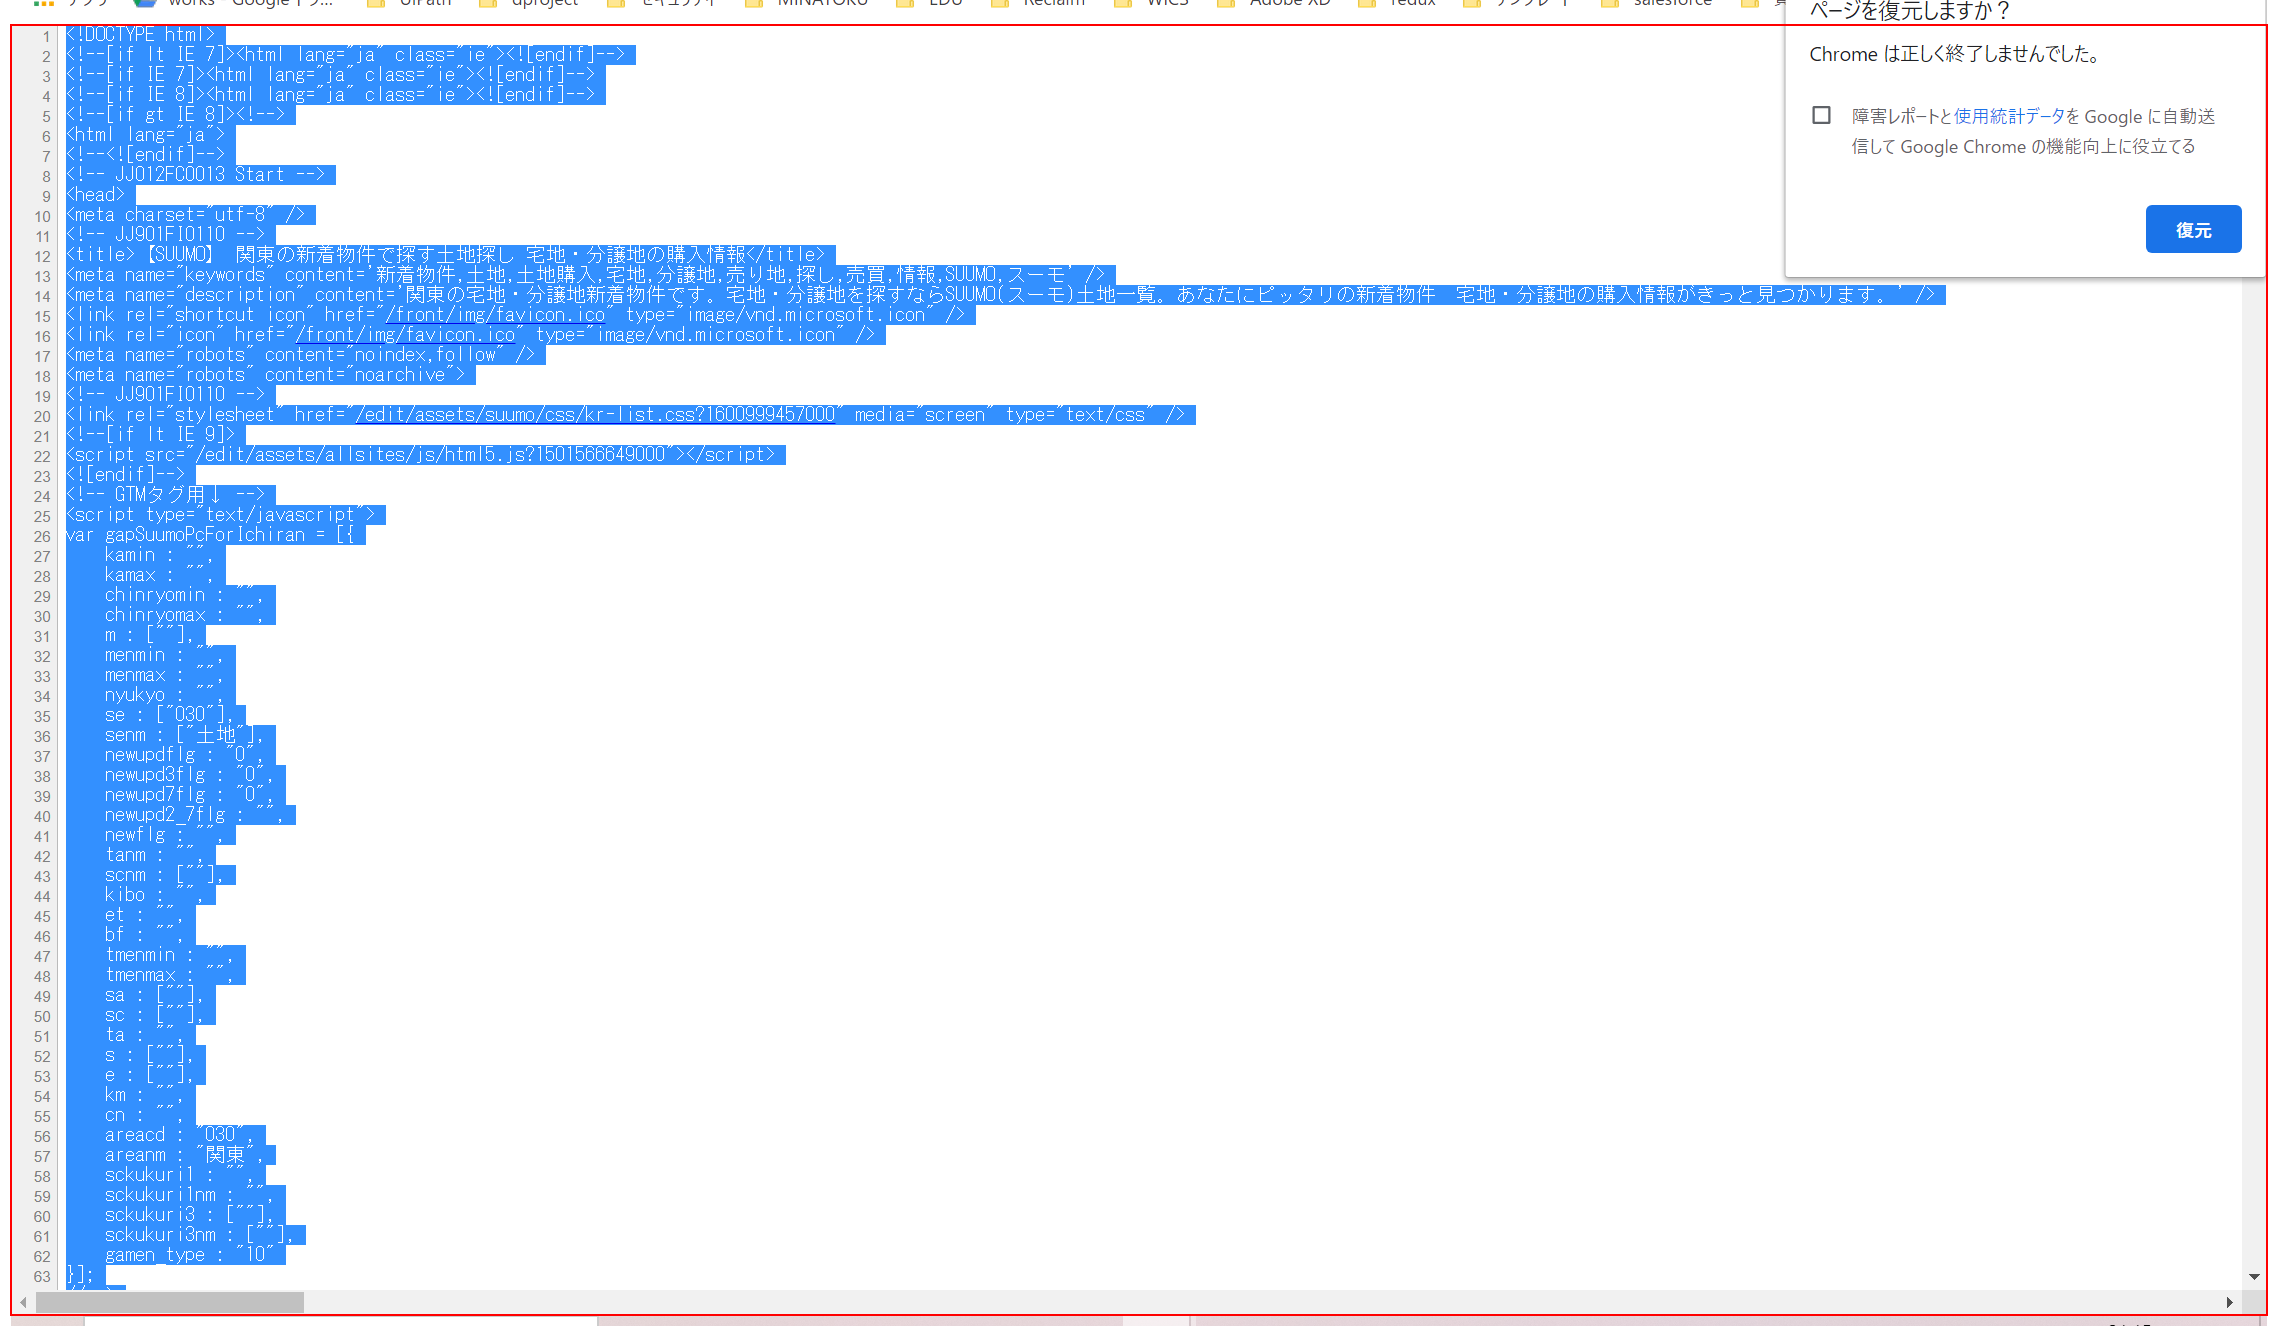 works - Google ドラ...
UiPath
uproject
セキュリティ
MINATOKU
EDU
Reclaim
WICS
Adobe XD
redux
テンプレート
salesforce
ページを復元しますか？
Chrome は正しく終了しませんでした。
障害レポートと使用統計データを Google に自動送
信して Google Chrome の機能向上に役立てる
復元
1 <!DOCTYPE html>
2 <!--[if lt IE 7]><html lang="ja" class="ie"><![endif]-->
3 <!--[if IE 7]><html lang="ja" class="ie"><![endif]-->
4 <!--[if IE 8]><html lang="ja" class="ie"><![endif]-->
5 <!--[if gt IE 8]><!-->
6 <html lang="ja">
7 <!--<![endif]-->
8 <!-- JJ012FC0013 Start -->
9 <head>
10 <meta charset="utf-8" />
11 <!-- JJ901FI0110 -->
12 <title>【SUUMO】 関東の新着物件で探す土地探し 宅地・分譲地の購入情報</title>
13 <meta name="keywords" content='新着物件,土地,土地購入,宅地,分譲地,売り地,探し,売買,情報,SUUMO,スーモ' />
14 <meta name="description" content='関東の宅地・分譲地新着物件です。宅地・分譲地を探すならSUUMO(スーモ)土地一覧。あなたにピッタリの新着物件　宅地・分譲地の購入情報がきっと見つかります。' />
15 <link rel="shortcut icon" href="/front/img/favicon.ico" type="image/vnd.microsoft.icon" />
16 <link rel="icon" href="/front/img/favicon.ico" type="image/vnd.microsoft.icon" />
17 <meta name="robots" content="noindex,follow" />
18 <meta name="robots" content="noarchive">
19 <!-- JJ901FI0110 -->
20 <link rel="stylesheet" href="/edit/assets/suumo/css/kr-list.css?1600999457000" media="screen" type="text/css" />
21 <!--[if lt IE 9]>
22 <script src="/edit/assets/allsites/js/html5.js?1501566649000"></script>
23 <![endif]-->
24 <!-- GTMタグ用↓ -->
25 <script type="text/javascript">
26 var gapSuumoPcForIchiran = [{
27 kamin : "",
28 kamax : "",
29 chinryomin : "",
30 chinryomax : "",
31 m : [""],
32 menmin : "",
33 menmax : "",
34 nyukyo : "",
35 se : ["030"],
36 senm : ["土地"],
37 newupdflg : "0",
38 newupd3flg : "0",
39 newupd7flg : "0",
40 newupd2_7flg : "",
41 newflg : "",
42 tanm : "",
43 scnm : [""],
44 kibo : "",
45 et : "",
46 bf : "",
47 tmenmin : "",
48 tmenmax : "",
49 sa : [""],
50 sc : [""],
51 ta : "",
52 s : [""],
53 e : [""],
54 km : "",
55 cn : "",
56 areacd : "030",
57 areanm : "関東",
58 sckukuri1 : "",
59 sckukuri1nm : "",
60 sckukuri3 : [""],
61 sckukuri3nm : [""],
62 gamen_type : "10"
63 }];